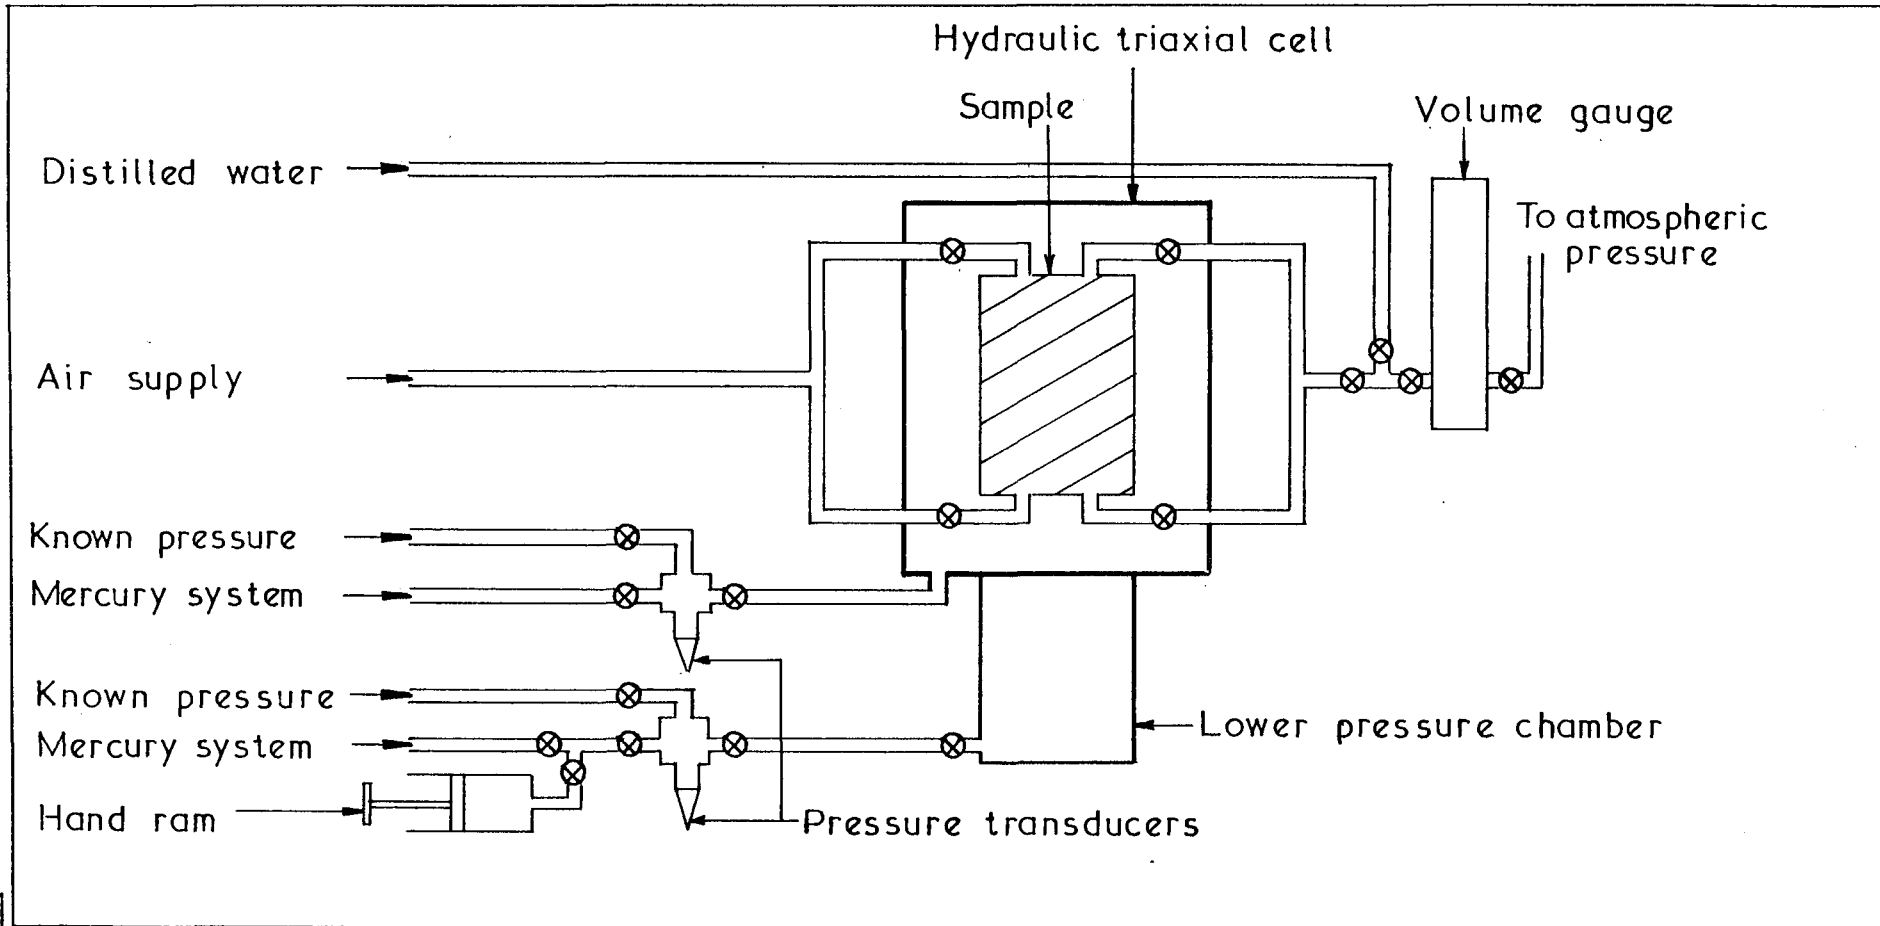 Hydraulic triaxial cell
Sample
Volume gauge
Distilled water
To atmospheric
pressure
Air supply
Known pressure
Mercury system
Known pressure
Mercury system
Lower pressure chamber
Hand ram
Pressure transducers